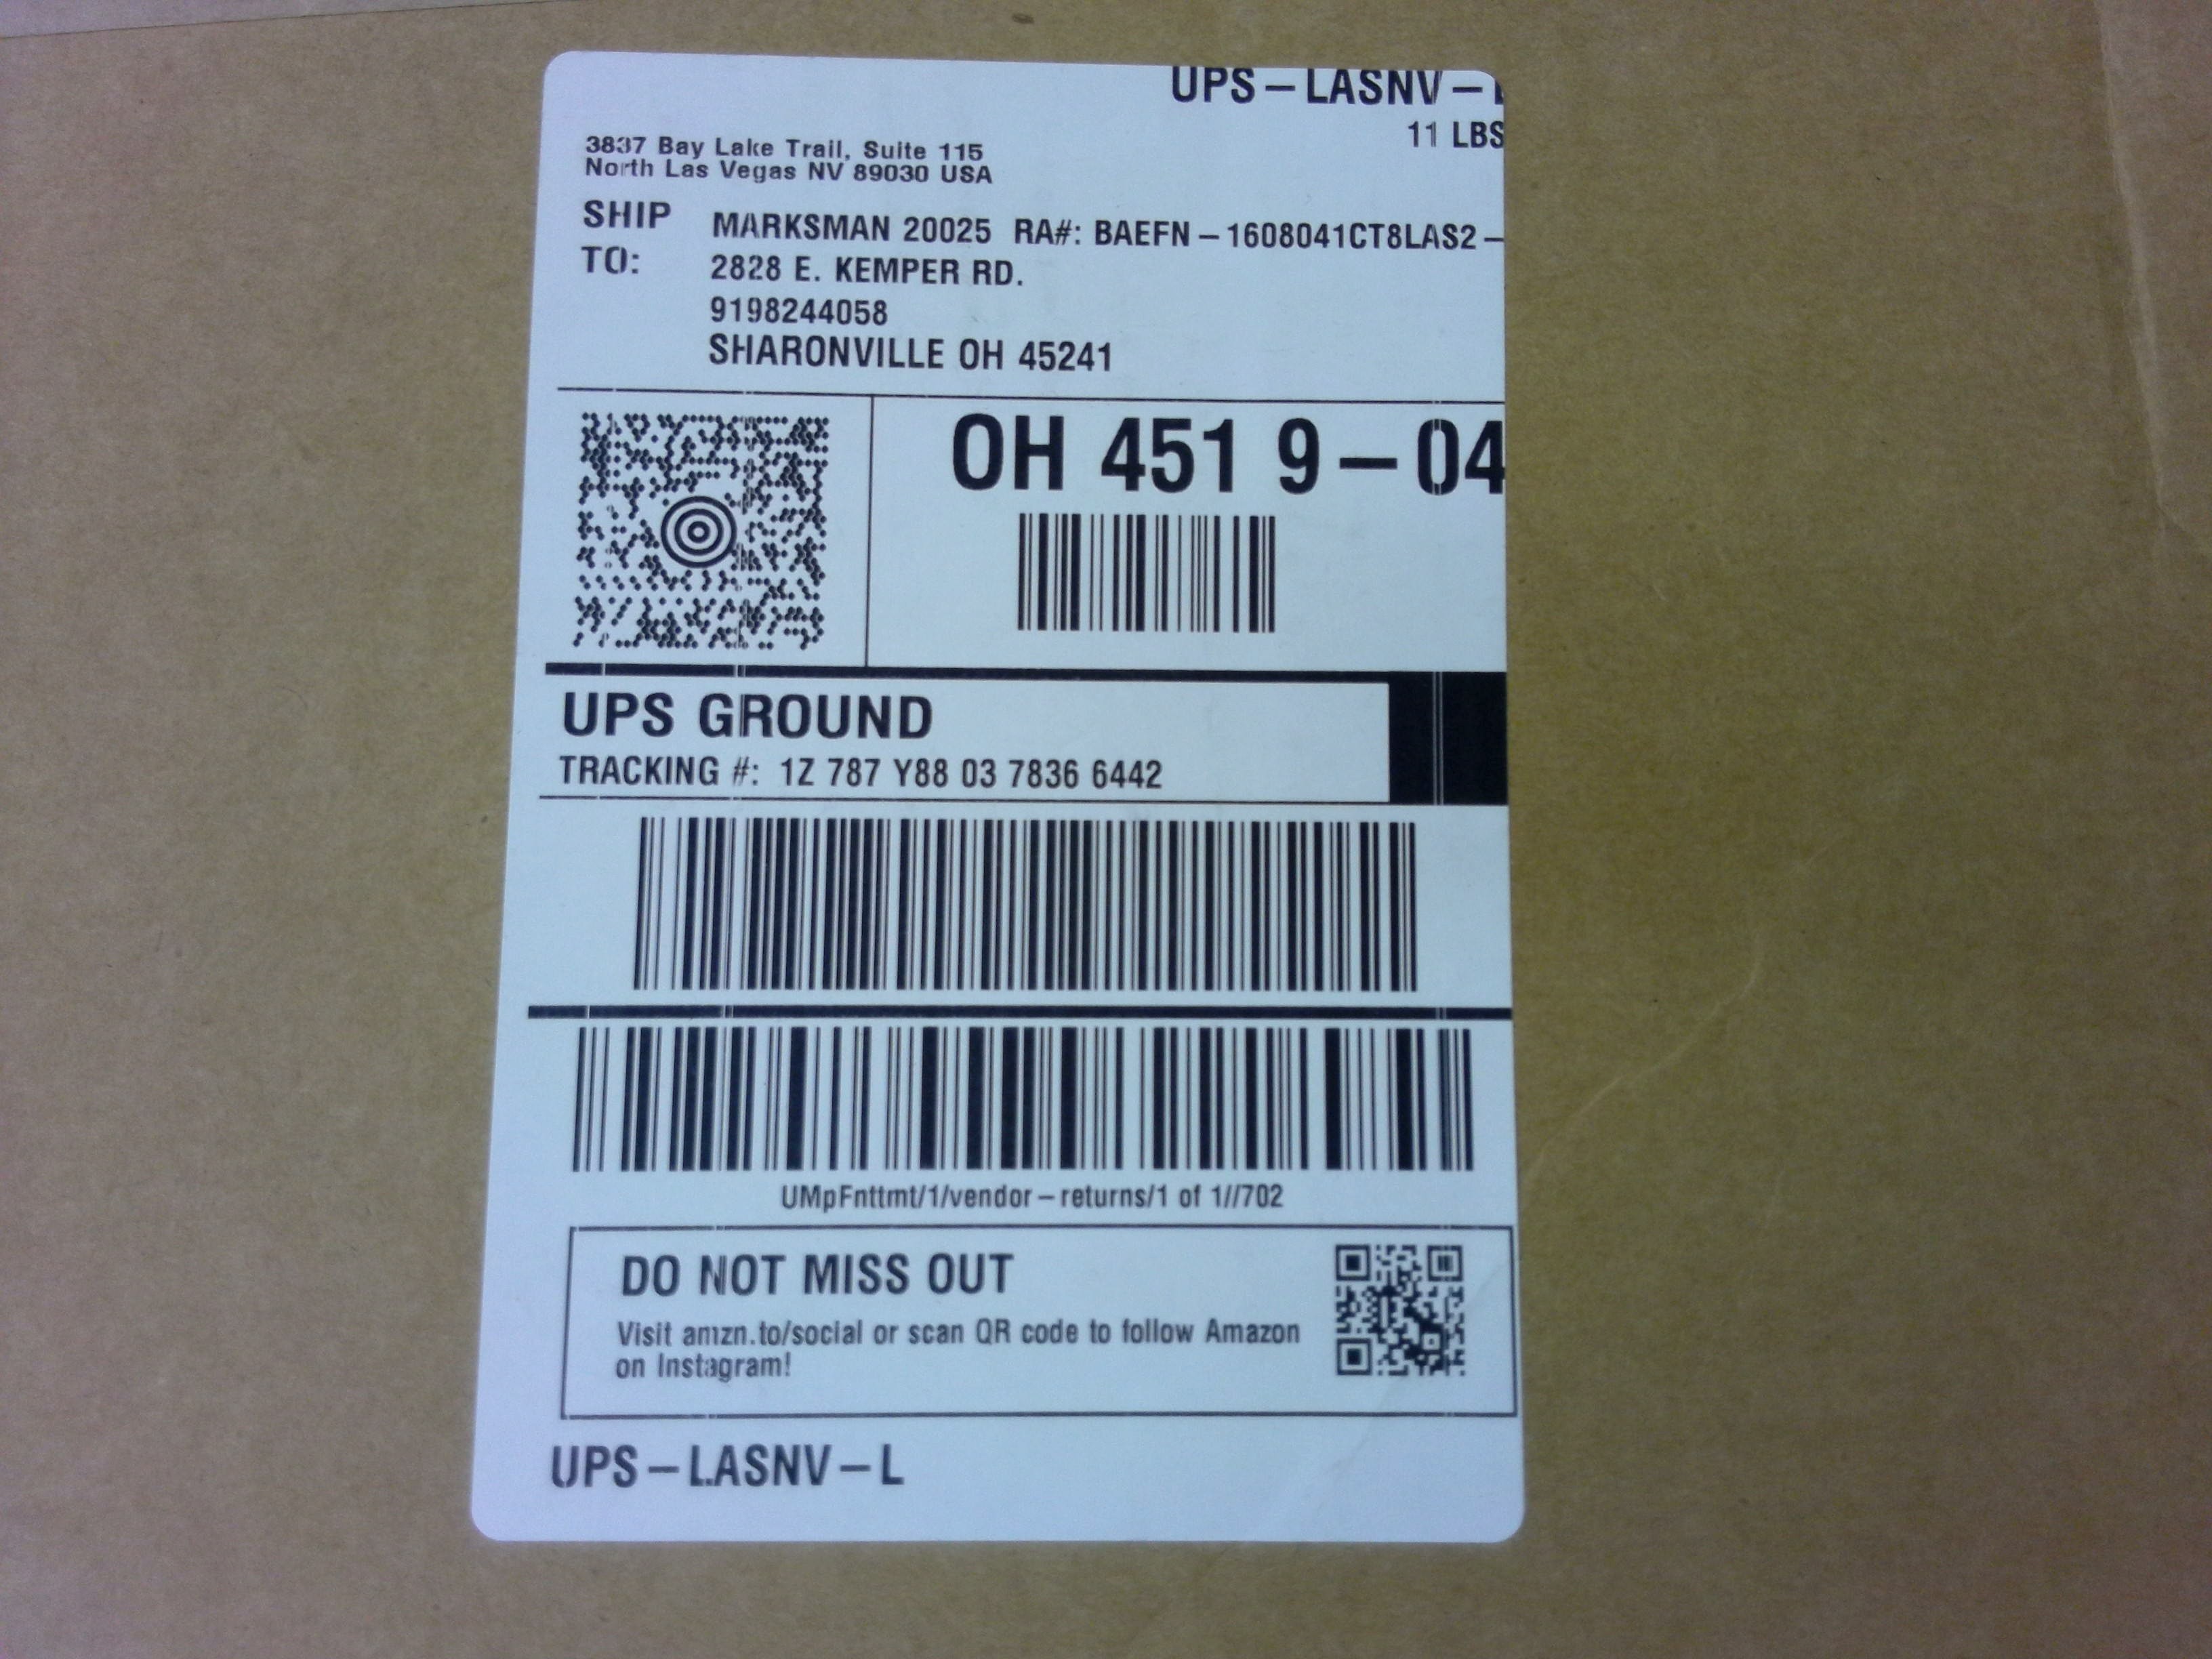 UPS-LASNV-
11 LBS
3837 Bay Lake Trail, Suite 115
North Las Vegas NV 89030 USA
SHIP TO:
MARKSMAN 20025 RA#: BAEFN-1608041CT8LAS2-
2828 E. KEMPER RD.
9198244058
SHARONVILLE OH 45241
OH 451 9-04
UPS GROUND
TRACKING #: 1Z 787 Y88 03 7836 6442
UMpFnttmt/1/vendor-returns/1 of 1//702
DO NOT MISS OUT
Visit amzn.to/social or scan QR code to follow Amazon
on Instagram!
UPS-LASNV-L